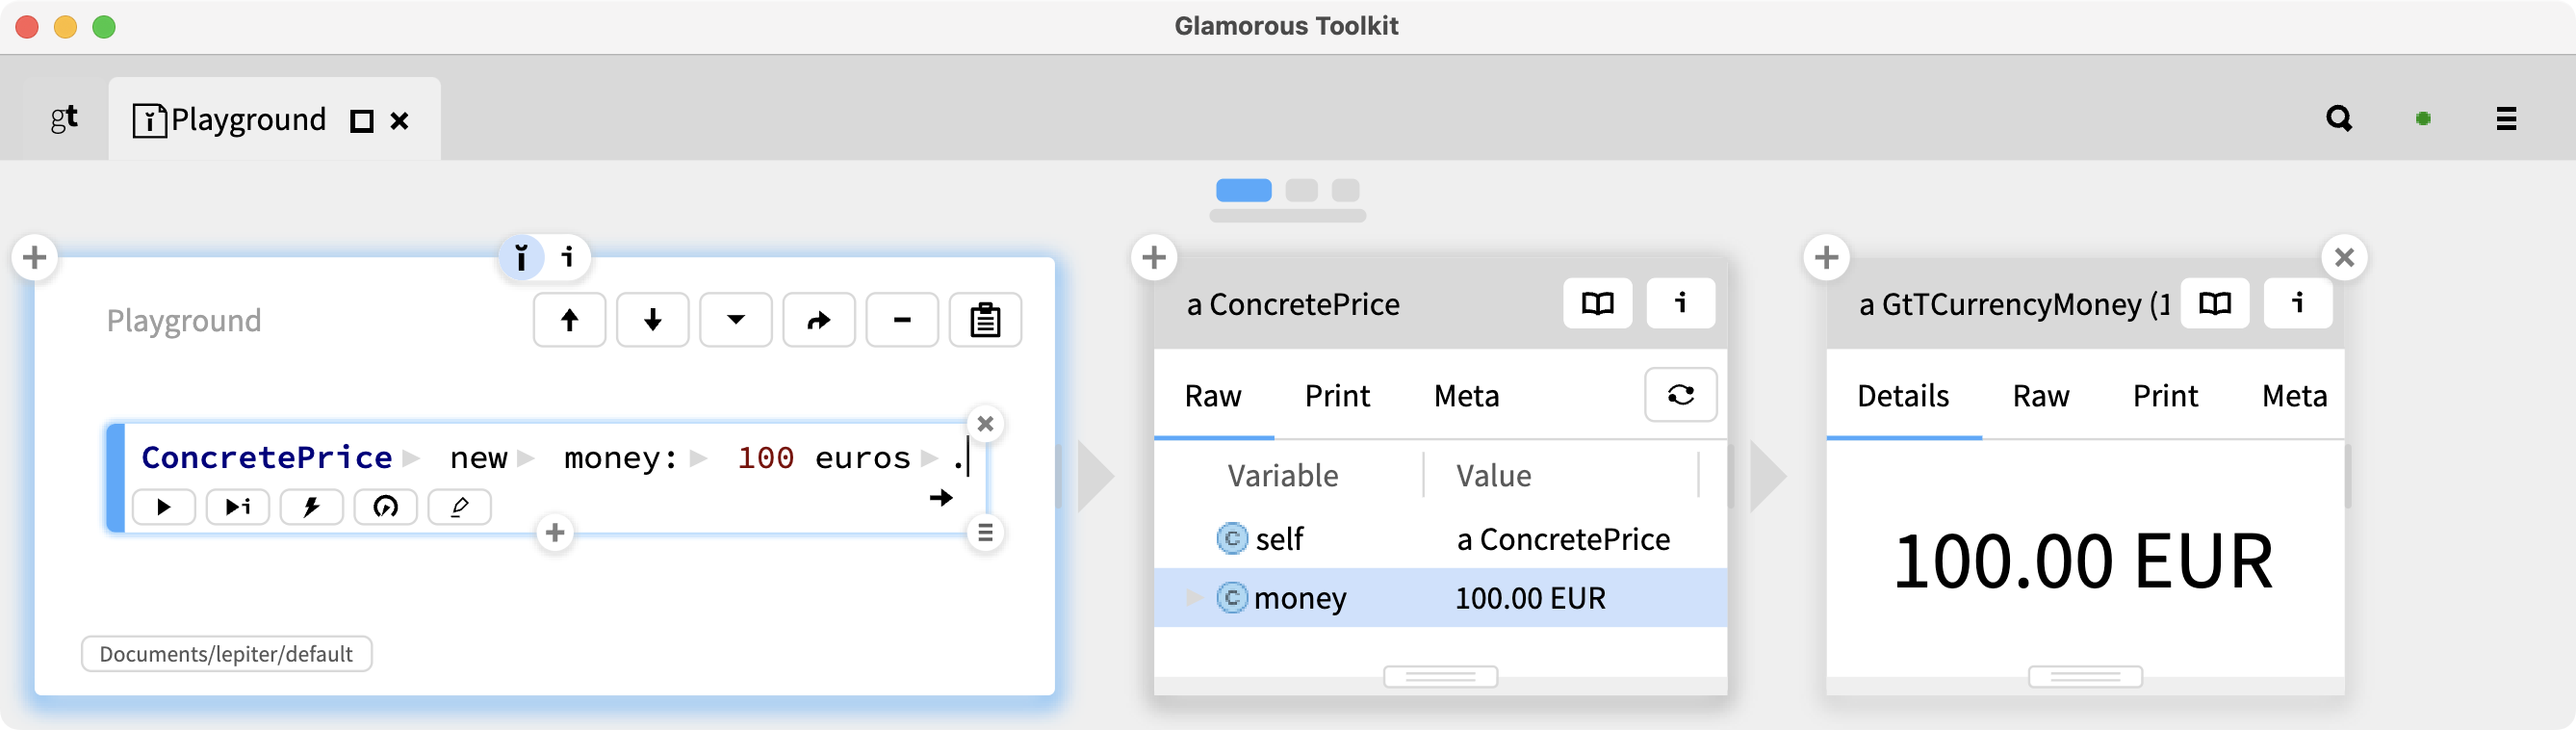 Glamorous Toolkit
gt
Playground
Playground
ConcretePrice new money: 100 euros .
Documents/lepiter/default
a ConcretePrice
Raw Print Meta
Variable Value
self a ConcretePrice
money 100.00 EUR
a GtTCurrencyMoney (1
Details Raw Print Meta
100.00 EUR